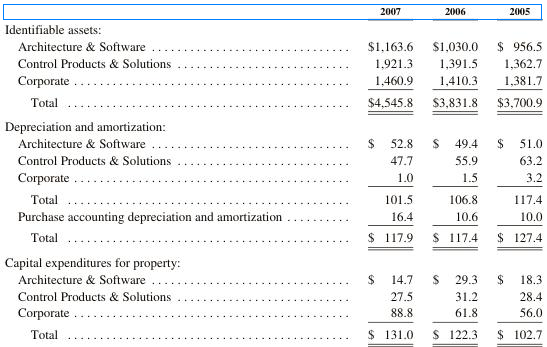 2007 2006 2005
Identifiable assets:
Architecture & Software . . . . . . . . . . . . . . . . . . . . . . . . . . . . . . . $1,163.6 $1,030.0 $ 956.5
Control Products & Solutions . . . . . . . . . . . . . . . . . . . . . . . . . . . 1,921.3 1,391.5 1,362.7
Corporate . . . . . . . . . . . . . . . . . . . . . . . . . . . . . . . . . . . . . . . . . . . 1,460.9 1,410.3 1,381.7
Total . . . . . . . . . . . . . . . . . . . . . . . . . . . . . . . . . . . . . . . . . . . . $4,545.8 $3,831.8 $3,700.9
Depreciation and amortization:
Architecture & Software . . . . . . . . . . . . . . . . . . . . . . . . . . . . . . . $ 52.8 $ 49.4 $ 51.0
Control Products & Solutions . . . . . . . . . . . . . . . . . . . . . . . . . . . 47.7 55.9 63.2
Corporate . . . . . . . . . . . . . . . . . . . . . . . . . . . . . . . . . . . . . . . . . . . 1.0 1.5 3.2
Total . . . . . . . . . . . . . . . . . . . . . . . . . . . . . . . . . . . . . . . . . . . . 101.5 106.8 117.4
Purchase accounting depreciation and amortization . . . . . . . . . . 16.4 10.6 10.0
Total . . . . . . . . . . . . . . . . . . . . . . . . . . . . . . . . . . . . . . . . . . . . $ 117.9 $ 117.4 $ 127.4
Capital expenditures for property:
Architecture & Software . . . . . . . . . . . . . . . . . . . . . . . . . . . . . . . $ 14.7 $ 29.3 $ 18.3
Control Products & Solutions . . . . . . . . . . . . . . . . . . . . . . . . . . . 27.5 31.2 28.4
Corporate . . . . . . . . . . . . . . . . . . . . . . . . . . . . . . . . . . . . . . . . . . . 88.8 61.8 56.0
Total . . . . . . . . . . . . . . . . . . . . . . . . . . . . . . . . . . . . . . . . . . . . $ 131.0 $ 122.3 $ 102.7